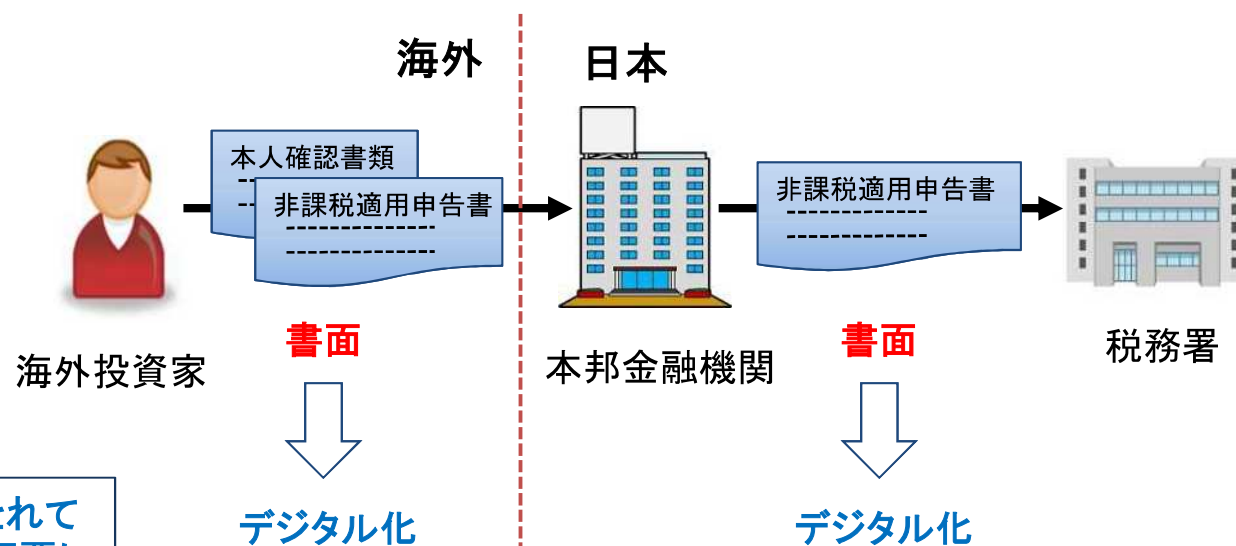 海外
日本
本人確認書類
非課税適用申告書
非課税適用申告書
書面
書面
海外投資家
本邦金融機関
税務署
れて
デジタル化
デジタル化